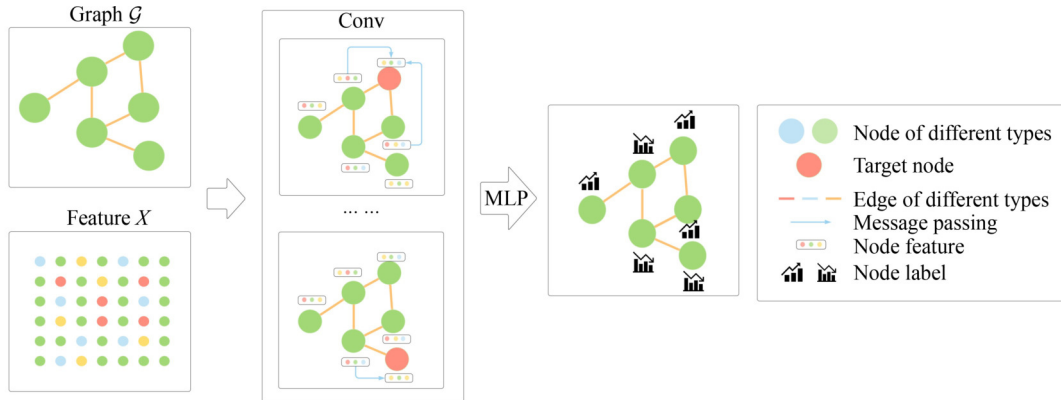 Graph 𝒢
Conv
Feature X
... ...
MLP
Node of different types
Target node
Edge of different types
Message passing
Node feature
Node label